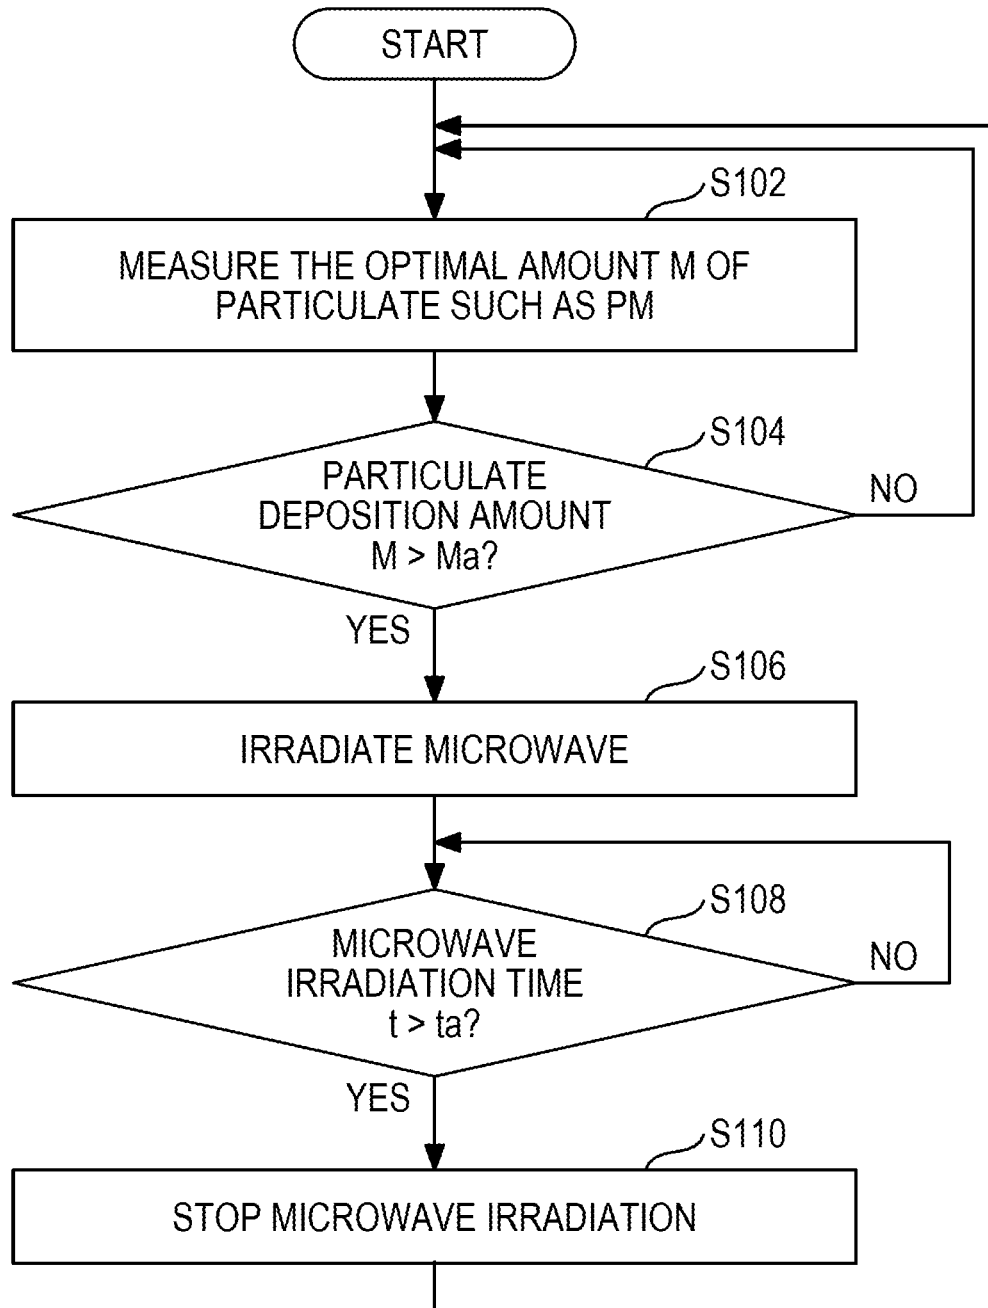 START
S102
MEASURE THE OPTIMAL AMOUNT M OF
PARTICULATE SUCH AS PM
S104
PARTICULATE
DEPOSITION AMOUNT
M > Ma?
NO
YES
S106
IRRADIATE MICROWAVE
S108
MICROWAVE
IRRADIATION TIME
t > ta?
NO
YES
S110
STOP MICROWAVE IRRADIATION